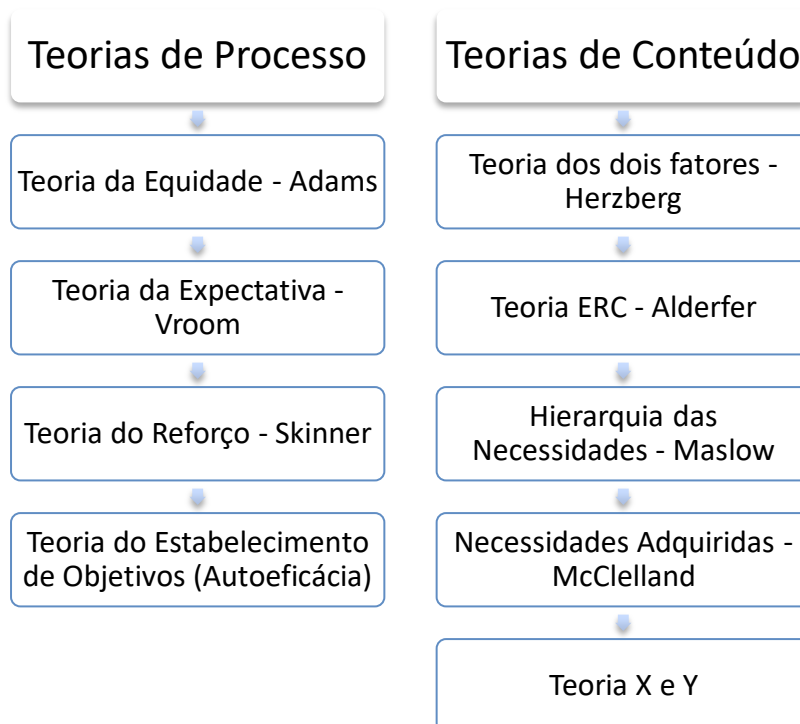 Teorias de Processo
Teoria da Equidade - Adams
Teoria da Expectativa -
Vroom
Teoria do Reforço - Skinner
Teoria do Estabelecimento
de Objetivos (Autoeficácia)
Teorias de Conteúdo
Teoria dos dois fatores -
Herzberg
Teoria ERC - Alderfer
Hierarquia das
Necessidades - Maslow
Necessidades Adquiridas -
McClelland
Teoria X e Y